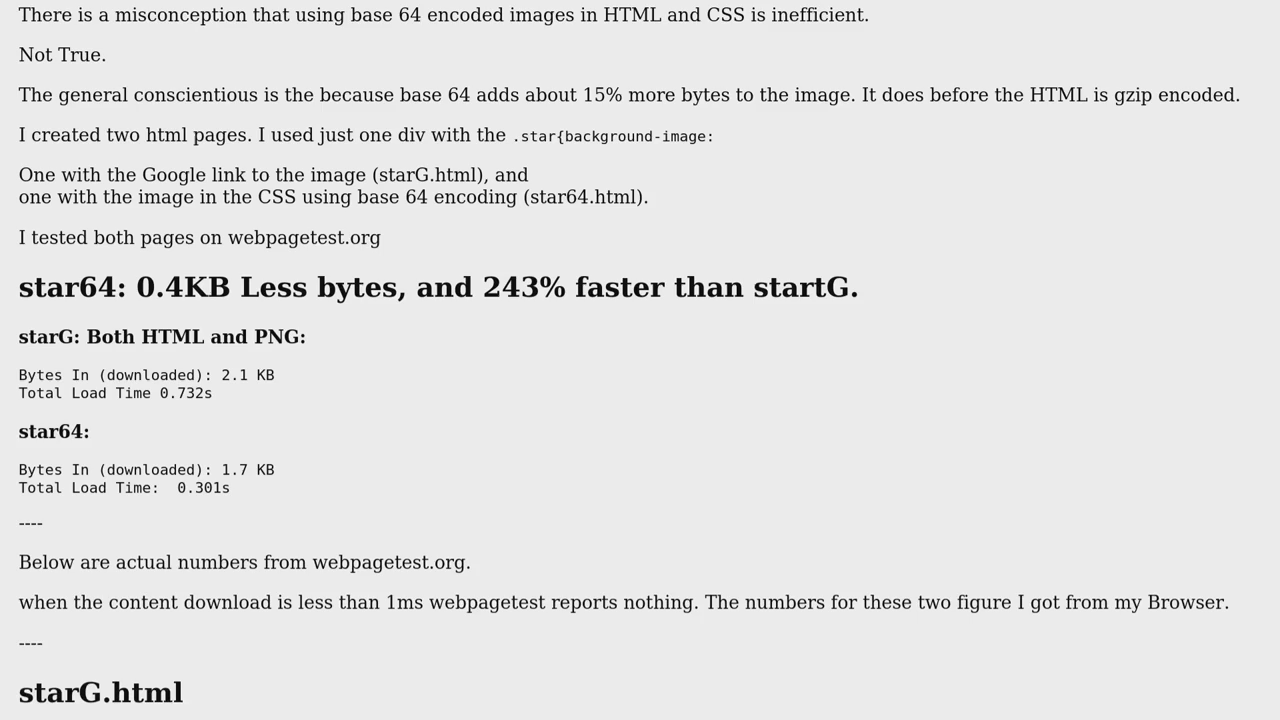 There is a misconception that using base 64 encoded images in HTML and CSS is inefficient.
Not True.
The general conscientious is the because base 64 adds about 15% more bytes to the image. It does before the HTML is gzip encoded.
I created two html pages. I used just one div with the .star{background-image:
One with the Google link to the image (starG.html), and
one with the image in the CSS using base 64 encoding (star64.html).
I tested both pages on webpagetest.org
star64: 0.4KB Less bytes, and 243% faster than startG.
starG: Both HTML and PNG:
Bytes In (downloaded): 2.1 KB
Total Load Time 0.732s
star64:
Bytes In (downloaded): 1.7 KB
Total Load Time:  0.301s
----
Below are actual numbers from webpagetest.org.
when the content download is less than 1ms webpagetest reports nothing. The numbers for these two figure I got from my Browser.
----
starG.html